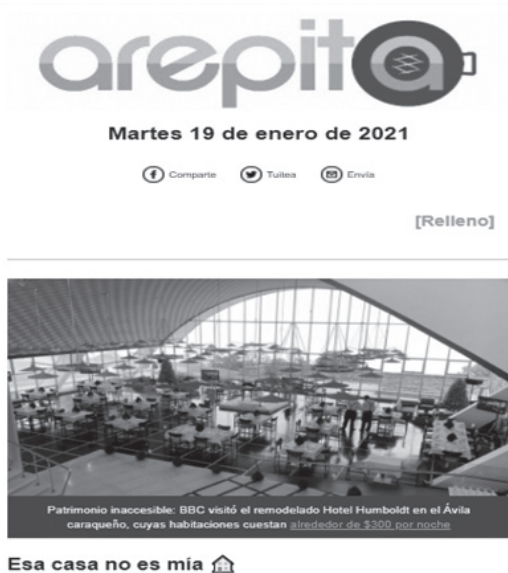 arepita
Martes 19 de enero de 2021
Comparte Tuitea Envía
[Relleno]
Patrimonio inaccesible: BBC visitó el remodelado Hotel Humboldt en el Ávila
caraqueño, cuyas habitaciones cuestan alrededor de $300 por noche
Esa casa no es mía